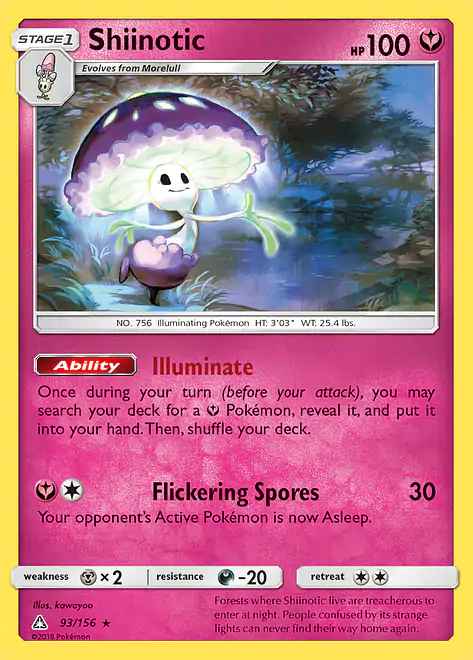 STAGE 1
Shiinotic
HP 100
Evolves from Morelull
NO. 756 Illuminating Pokémon HT: 3'03" WT: 25.4 lbs.
Ability Illuminate
Once during your turn (before your attack), you may
search your deck for a Pokémon, reveal it, and put it
into your hand. Then, shuffle your deck.
Flickering Spores 30
Your opponent's Active Pokémon is now Asleep.
weakness ×2 resistance -20 retreat
Illus. kawayoo
93/156 ★
©2018 Pokémon
Forests where Shiinotic live are treacherous to
enter at night. People confused by its strange
lights can never find their way home again.